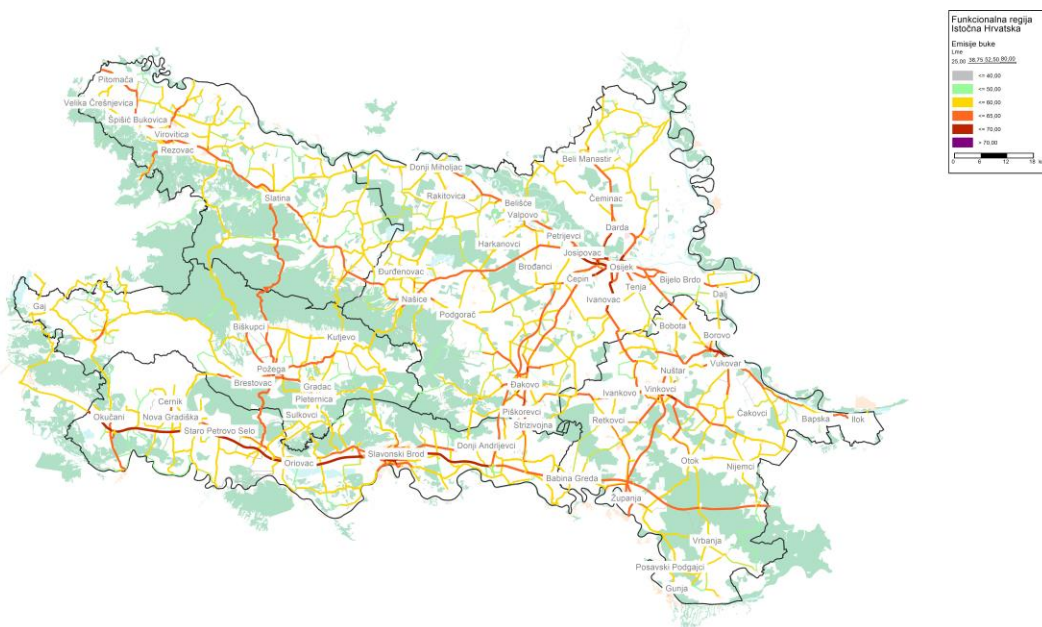 Funkcionalna regija
Istočna Hrvatska
Emisije buke
Lme
25,00 38,75 52,50 80,00
<= 40,00
<= 50,00
<= 60,00
<= 65,00
<= 70,00
> 70,00
0 6 12 18 k
Pitomača
Velika Črešnjevica
Špišić Bukovica
Virovitica
Rezovac
Slatina
Donji Miholjac
Rakitovica
Beli Manastir
Čeminac
Belišće
Valpovo
Darda
Petrijevci
Josipovac
Harkanovci
Brođanci
Osijek
Čepin
Tenja
Bijelo Brdo
Dalj
Ivanovac
Đurđenovac
Našice
Podgorač
Gaj
Bobota
Borovo
Biškupci
Kutjevo
Vukovar
Nuštar
Požega
Brestovac
Gradac
Pleternica
Đakovo
Ivankovo
Vinkovci
Cernik
Okučani
Nova Gradiška
Sulkovci
Piškorevci
Strizivojna
Retkovci
Čakovci
Bapska
Ilok
Staro Petrovo Selo
Donji Andrijevci
Slavonski Brod
Oriovac
Otok
Nijemci
Babina Greda
Županja
Vrbanja
Posavski Podgajci
Gunja